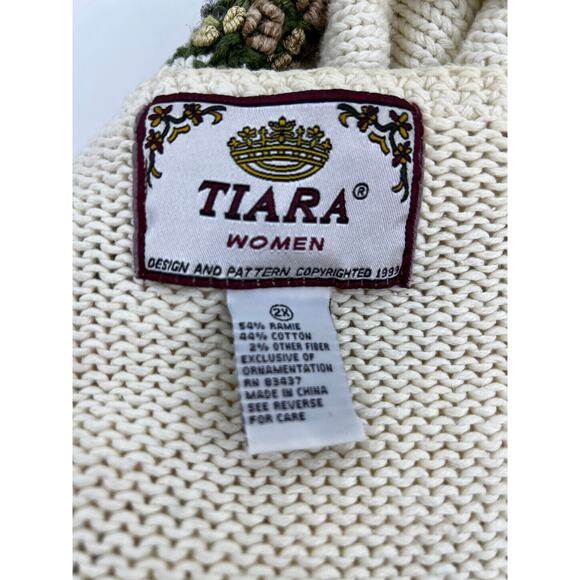 TIARA®
WOMEN
DESIGN AND PATTERN COPYRIGHTED 1999
2X
54% RAMIE
44% COTTON
2% OTHER FIBER
EXCLUSIVE OF
ORNAMENTATION
RN 83437
MADE IN CHINA
SEE REVERSE
FOR CARE